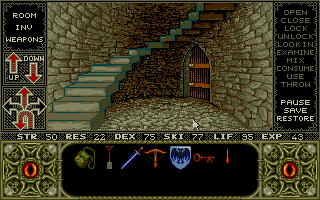 ROOM
INV
WEAPONS
UP
DOWN
OPEN
CLOSE
LOCK
UNLOCK
LOOK IN
EXAMINE
MIX
CONSUME
USE
THROW
PAUSE
SAVE
RESTORE
STR 50 RES 22 DEX 75 SKI 77 LIF 95 EXP 43